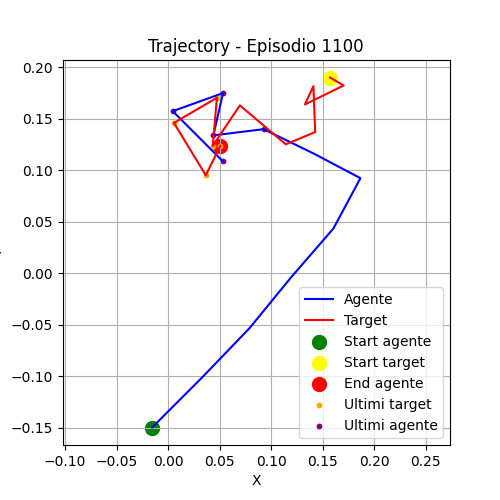 Trajectory - Episodio 1100
0.20
0.15
0.10
0.05
0.00
−0.05
−0.10
−0.15
−0.10
−0.05
0.00
0.05
0.10
0.15
0.20
0.25
X
Agente
Target
Start agente
Start target
End agente
Ultimi target
Ultimi agente